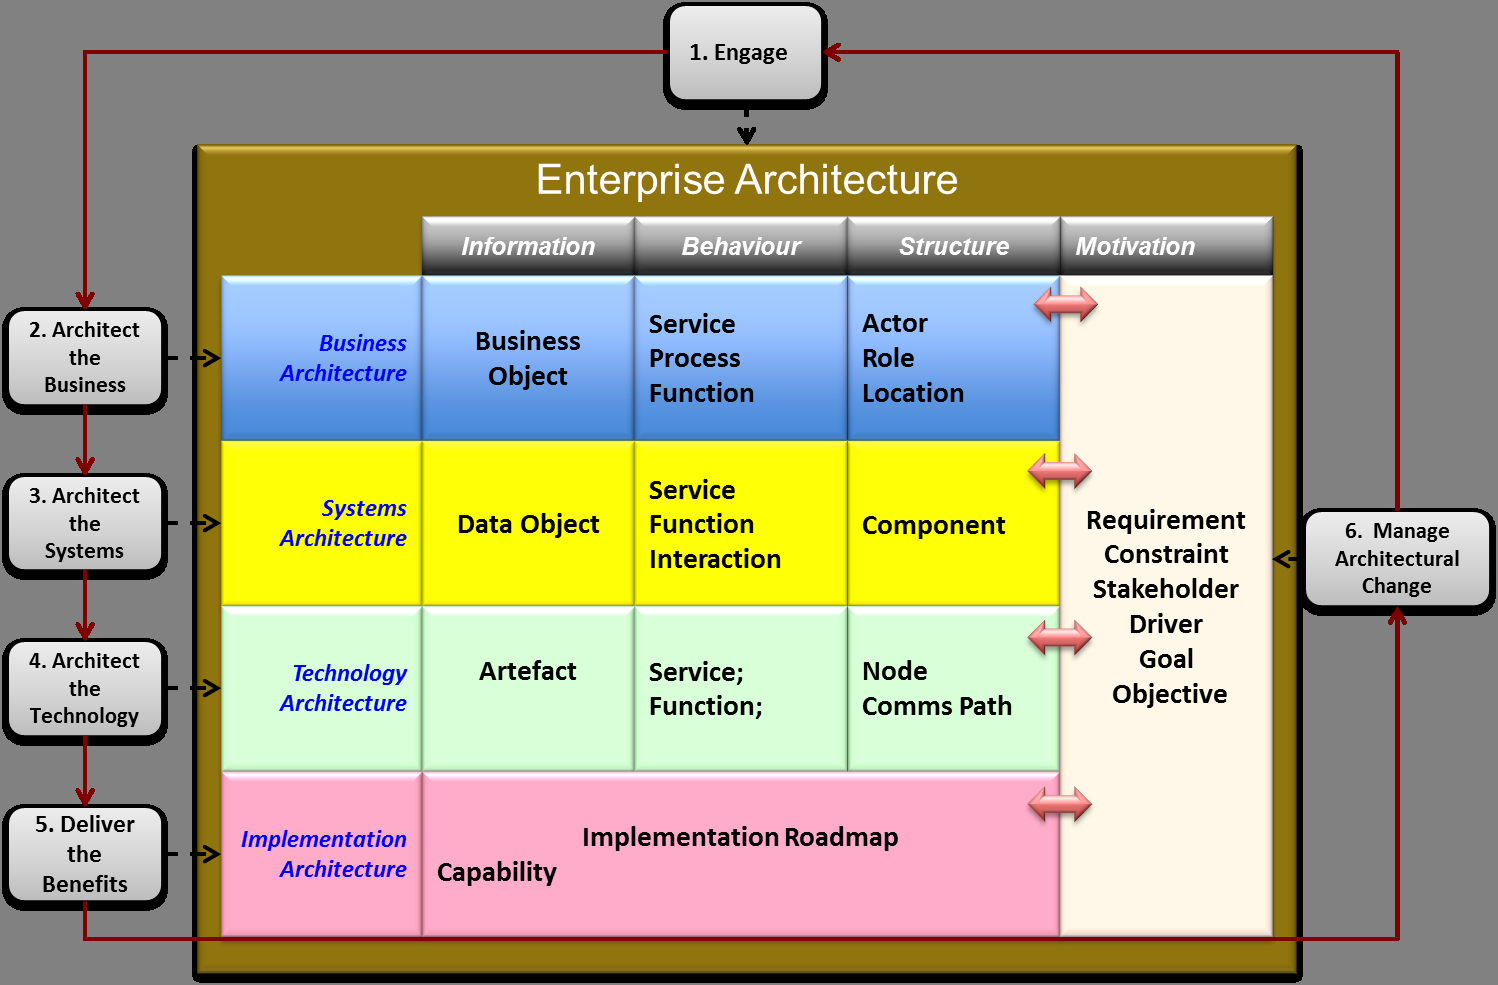 1. Engage
Enterprise Architecture
Information
Behaviour
Structure
Motivation
2. Architect
the
Business
Business
Architecture
Business
Object
Service
Process
Function
Actor
Role
Location
3. Architect
the
Systems
Systems
Architecture
Data Object
Service
Function
Interaction
Component
Requirement
Constraint
Stakeholder
Driver
Goal
Objective
6. Manage
Architectural
Change
4. Architect
the
Technology
Technology
Architecture
Artefact
Service;
Function;
Node
Comms Path
5. Deliver
the
Benefits
Implementation
Architecture
Implementation Roadmap
Capability